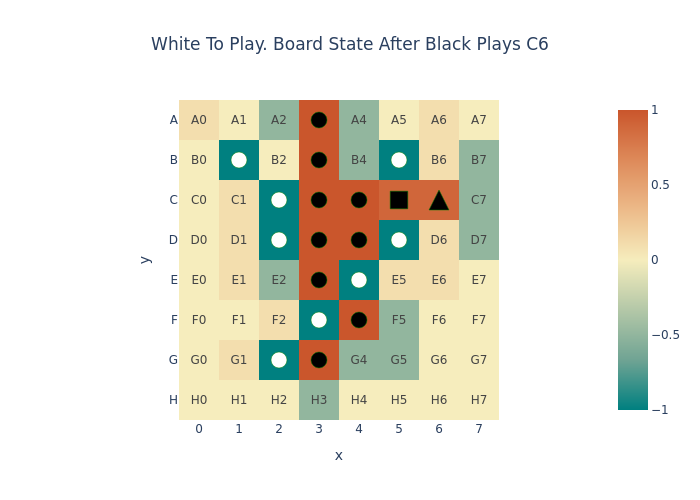 White To Play. Board State After Black Plays C6
A A0 A1 A2 A4 A5 A6 A7
B B0 B2 B4 B6 B7
C C0 C1 C7
D D0 D1 D6 D7
E E0 E1 E2 E5 E6 E7
F F0 F1 F2 F5 F6 F7
G G0 G1 G4 G5 G6 G7
H H0 H1 H2 H3 H4 H5 H6 H7
0 1 2 3 4 5 6 7
x
y
1
0.5
0
−0.5
−1